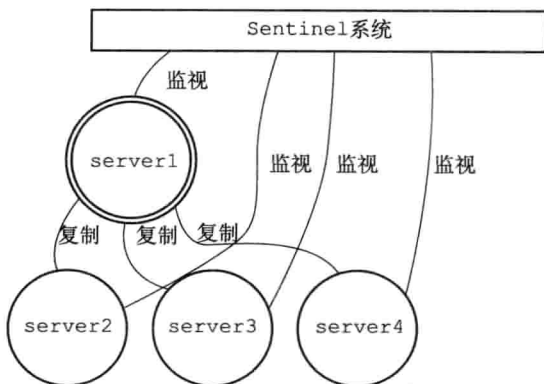 Sentinel系统
监视
server1
监视
监视
监视
复制
复制
复制
server2
server3
server4